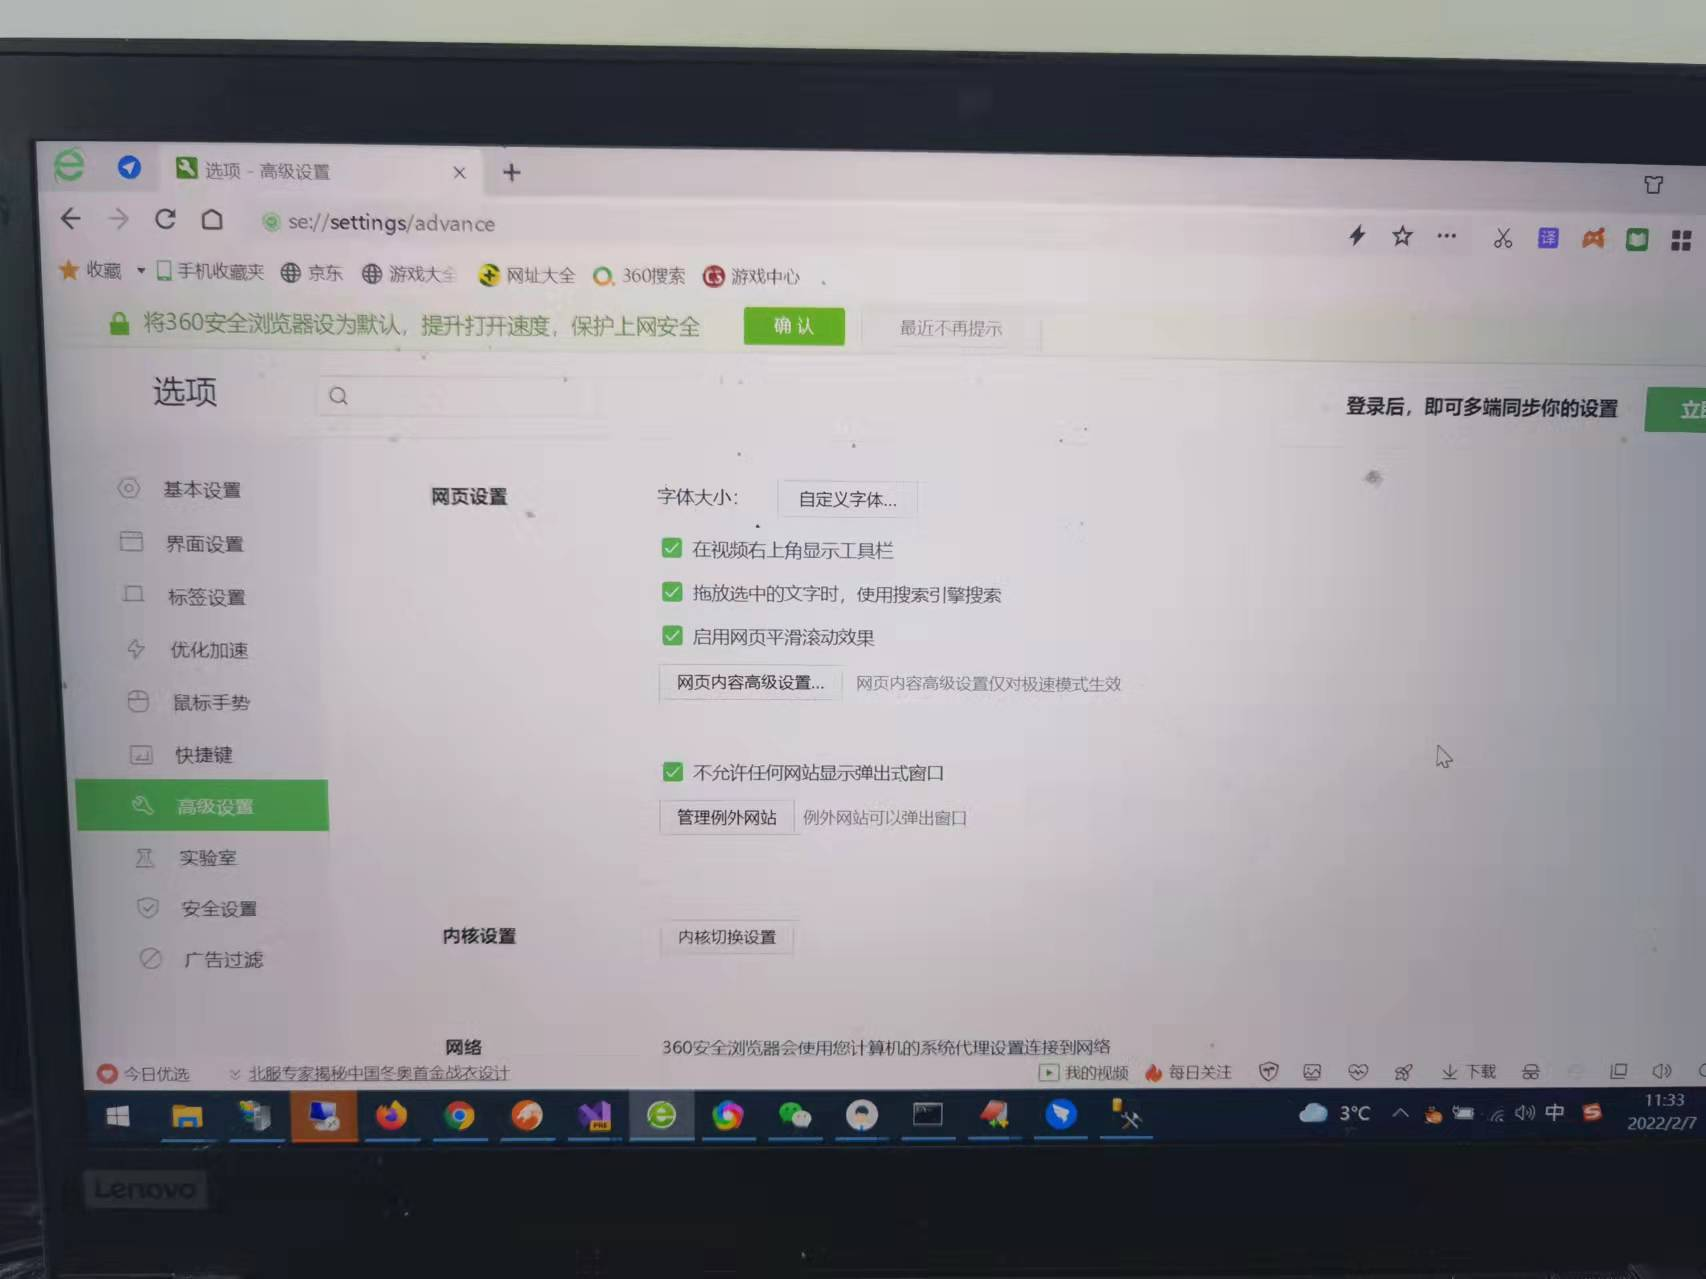 选项 - 高级设置
se://settings/advance
收藏 手机收藏夹 京东 游戏大全 网址大全 360搜索 游戏中心
译
将360安全浏览器设为默认，提升打开速度，保护上网安全 确认 最近不再提示
选项
登录后，即可多端同步你的设置
基本设置
网页设置
字体大小： 自定义字体...
界面设置
在视频右上角显示工具栏
标签设置
拖放选中的文字时，使用搜索引擎搜索
优化加速
启用网页平滑滚动效果
鼠标手势
网页内容高级设置... 网页内容高级设置仅对极速模式生效
快捷键
不允许任何网站显示弹出式窗口
高级设置
管理例外网站 例外网站可以弹出窗口
实验室
安全设置
内核设置 内核切换设置
广告过滤
网络 360安全浏览器会使用您计算机的系统代理设置连接到网络
今日优选 北服专家揭秘中国冬奥首金战衣设计 我的视频 每日关注 下载
PRE
3°C 中
11:33
2022/2/7
Lenovo